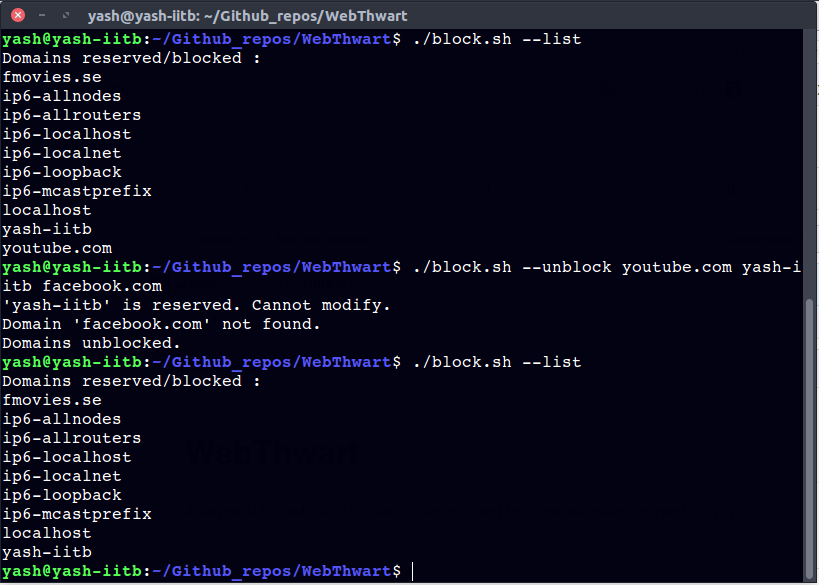 yash@yash-iitb: ~/Github_repos/WebThwart
yash@yash-iitb:~/Github_repos/WebThwart$ ./block.sh --list
Domains reserved/blocked :
fmovies.se
ip6-allnodes
ip6-allrouters
ip6-localhost
ip6-localnet
ip6-loopback
ip6-mcastprefix
localhost
yash-iitb
youtube.com
yash@yash-iitb:~/Github_repos/WebThwart$ ./block.sh --unblock youtube.com yash-i
itb facebook.com
'yash-iitb' is reserved. Cannot modify.
Domain 'facebook.com' not found.
Domains unblocked.
yash@yash-iitb:~/Github_repos/WebThwart$ ./block.sh --list
Domains reserved/blocked :
fmovies.se
ip6-allnodes
ip6-allrouters
ip6-localhost
WebThwart
ip6-localnet
ip6-loopback
ip6-mcastprefix
localhost
yash-iitb
yash@yash-iitb:~/Github_repos/WebThwart$